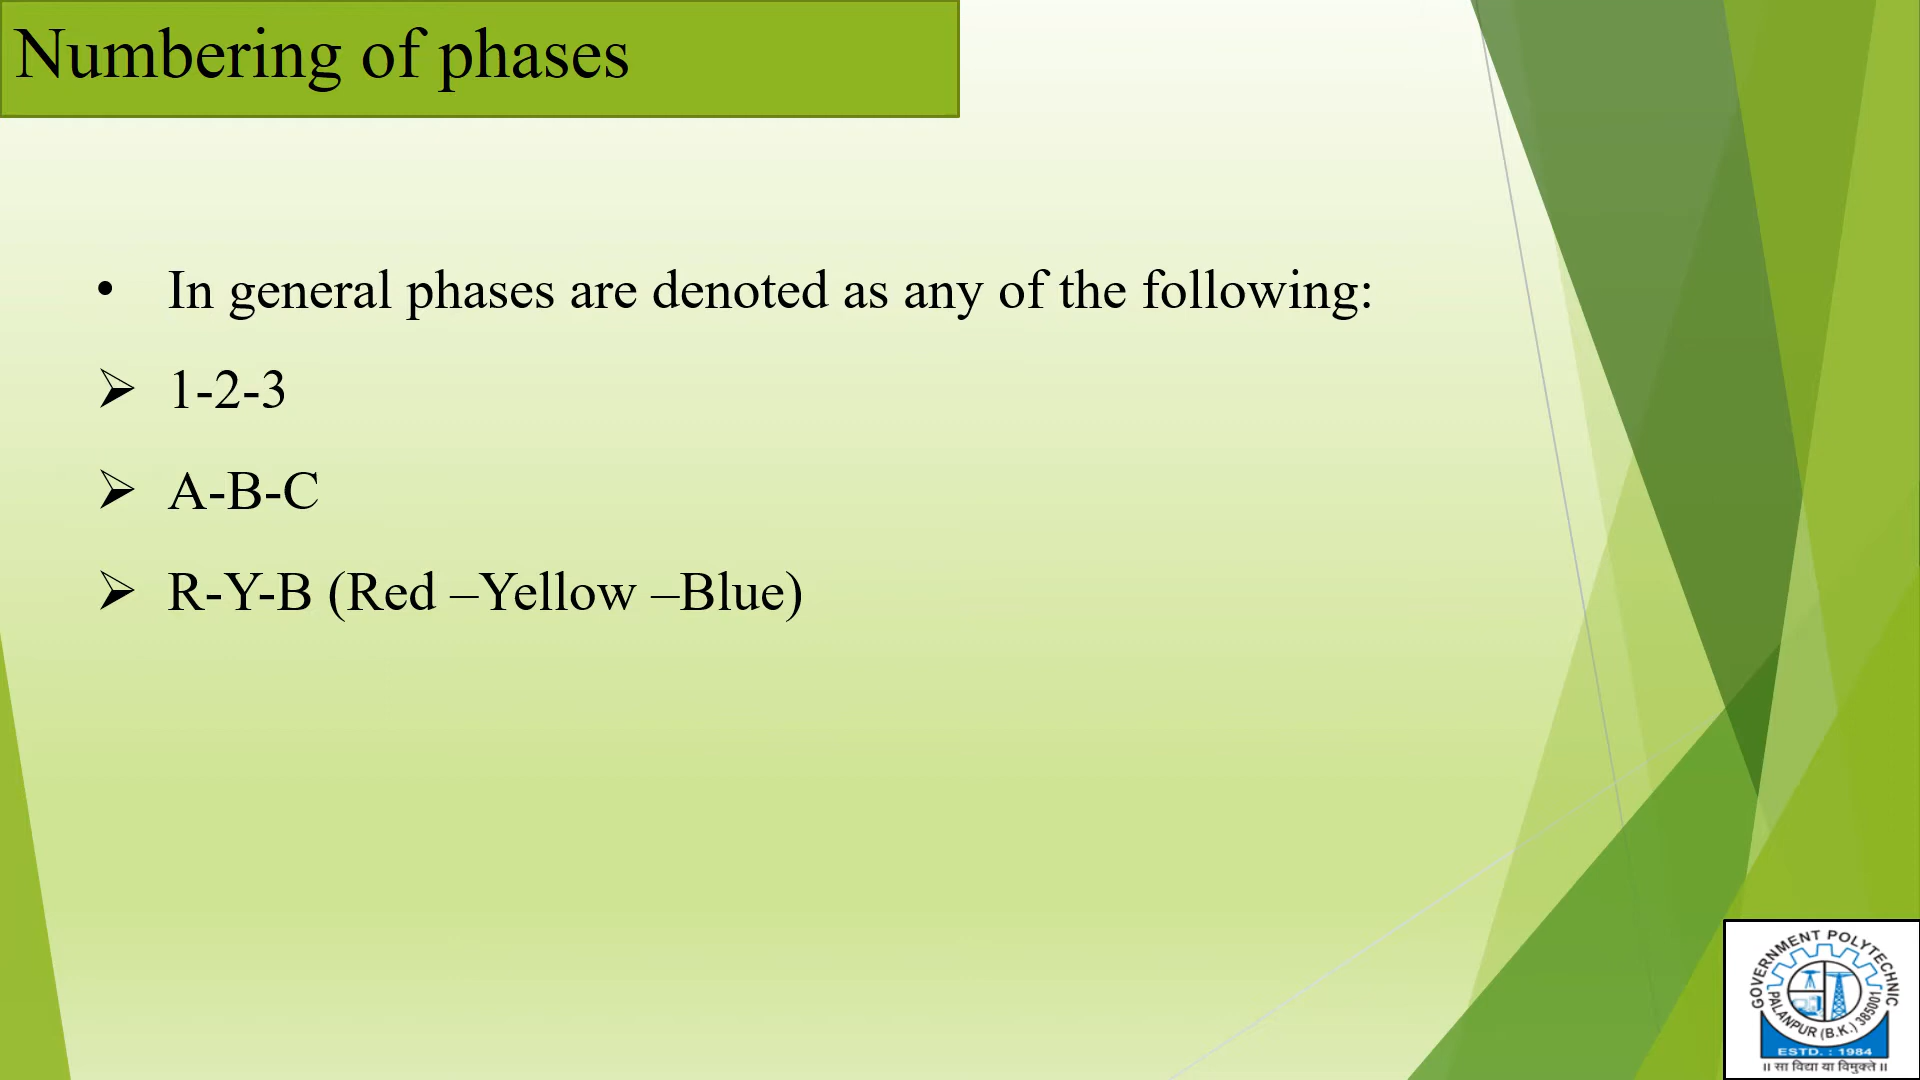 Numbering of phases
• In general phases are denoted as any of the following:
➢ 1-2-3
➢ A-B-C
➢ R-Y-B (Red –Yellow –Blue)
GOVERNMENT POLYTECHNIC
PALANPUR (B.K.) 385001
ESTD. : 1984
॥ सा विद्या या विमुक्ते ॥